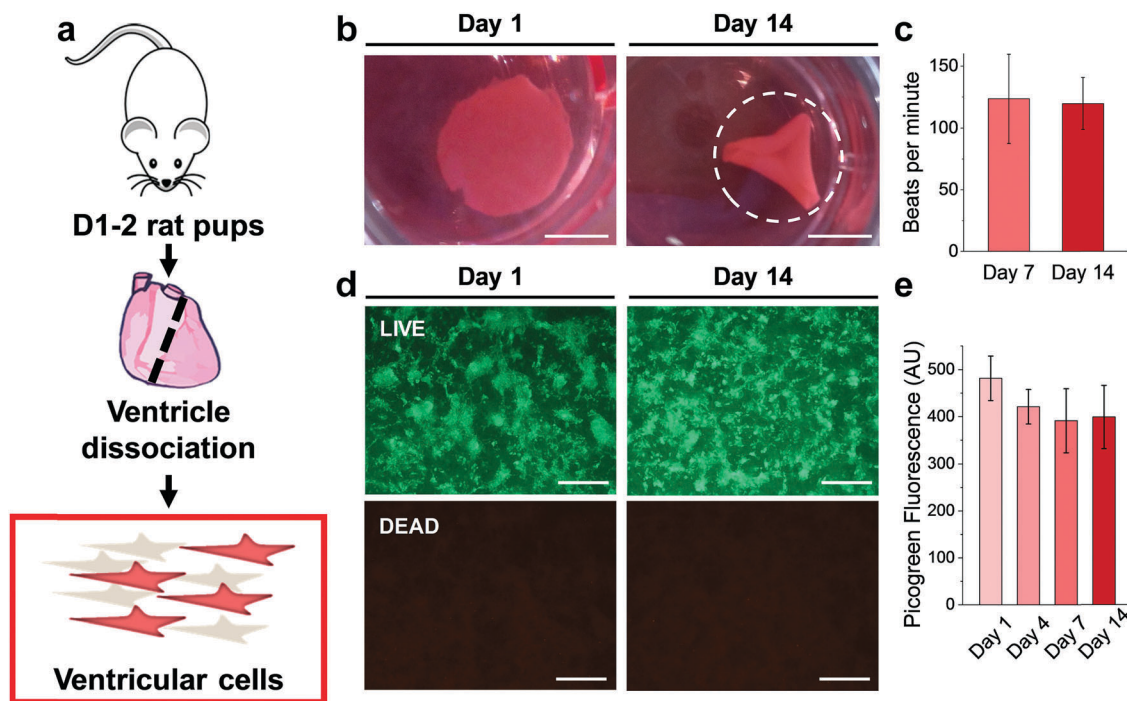 a
D1-2 rat pups
Ventricle
dissociation
Ventricular cells
b
Day 1
Day 14
c
Beats per minute
150
100
50
0
Day 7
Day 14
d
Day 1
Day 14
LIVE
DEAD
e
Picogreen Fluorescence (AU)
500
400
300
200
100
0
Day 1
Day 4
Day 7
Day 14